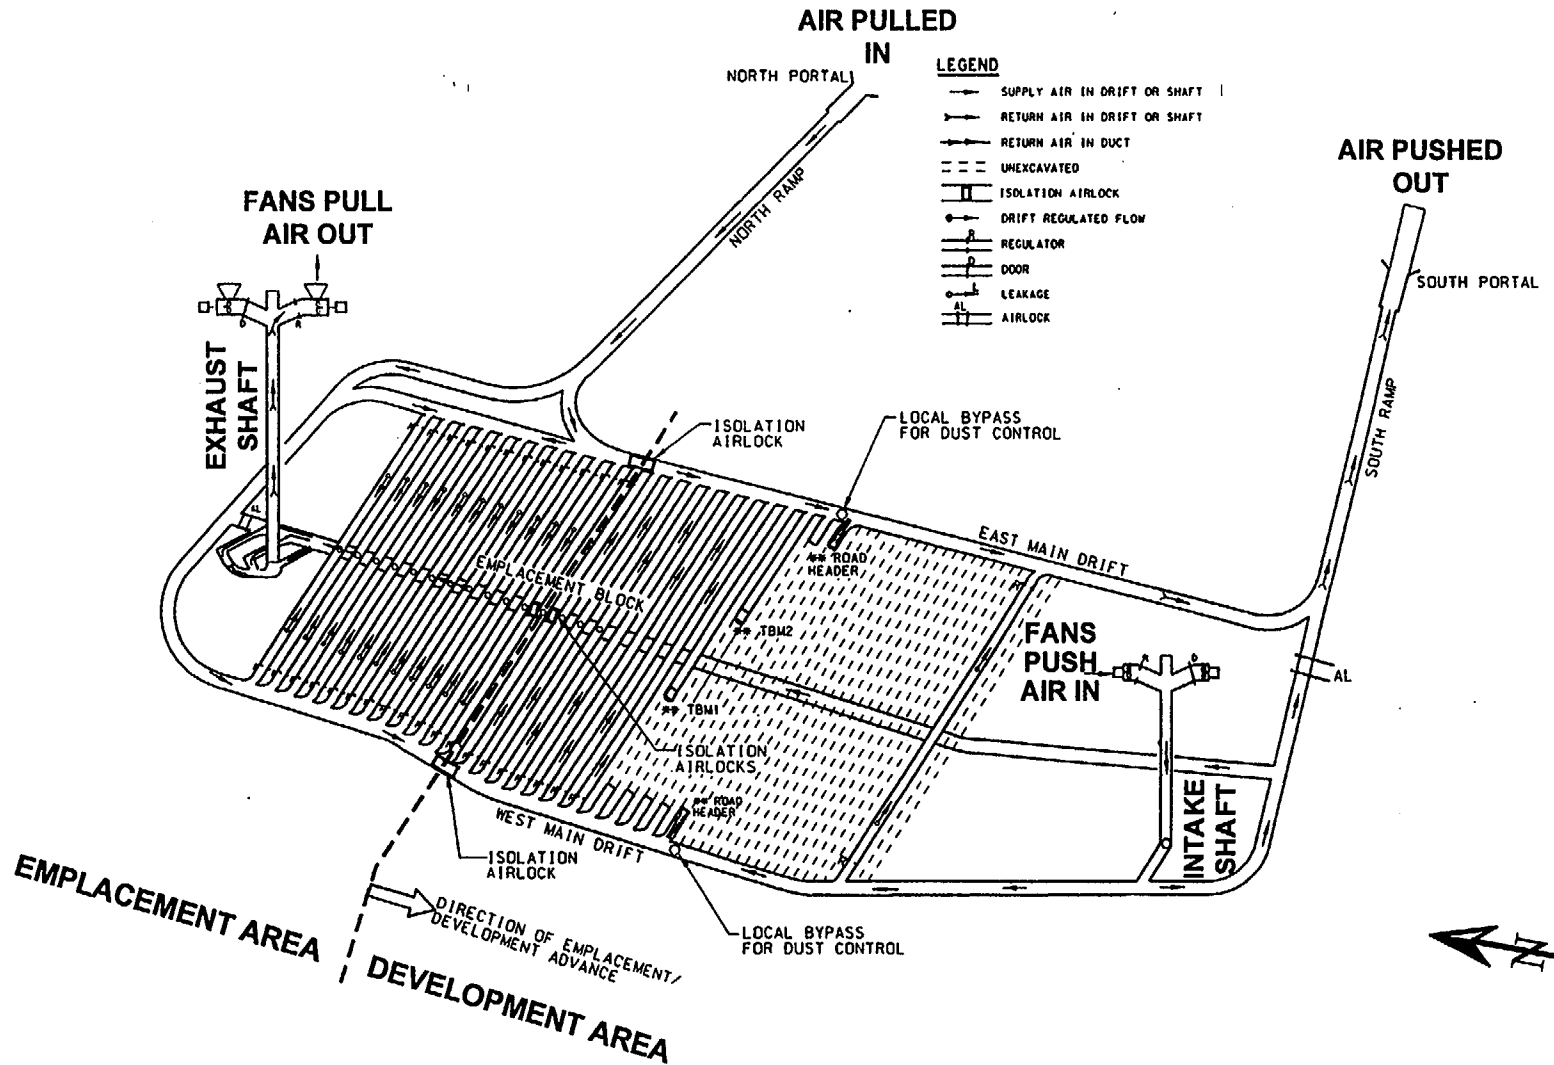 AIR PULLED
IN
NORTH PORTAL
LEGEND
SUPPLY AIR IN DRIFT OR SHAFT
RETURN AIR IN DRIFT OR SHAFT
RETURN AIR IN DUCT
UNEXCAVATED
ISOLATION AIRLOCK
DRIFT REGULATED FLOW
R
REGULATOR
D
DOOR
L
LEAKAGE
AL
AIRLOCK
AIR PUSHED
OUT
SOUTH PORTAL
SOUTH RAMP
NORTH RAMP
FANS PULL
AIR OUT
D
R
EXHAUST
SHAFT
AL
ISOLATION
AIRLOCK
LOCAL BYPASS
FOR DUST CONTROL
EAST MAIN DRIFT
** ROAD
HEADER
EMPLACEMENT BLOCK
** TBM2
** TBM1
R
FANS
PUSH
AIR IN
R
D
AL
INTAKE
SHAFT
ISOLATION
AIRLOCKS
** ROAD
HEADER
R
WEST MAIN DRIFT
ISOLATION
AIRLOCK
LOCAL BYPASS
FOR DUST CONTROL
EMPLACEMENT AREA
DIRECTION OF EMPLACEMENT/
DEVELOPMENT ADVANCE
DEVELOPMENT AREA
N